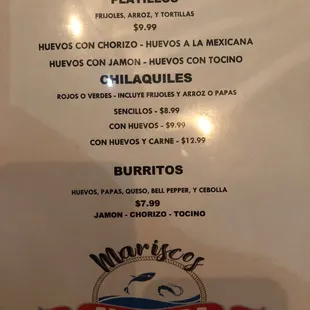 PLATILLOS
FRIJOLES, ARROZ, Y TORTILLAS
$9.99
HUEVOS CON CHORIZO - HUEVOS A LA MEXICANA
HUEVOS CON JAMON - HUEVOS CON TOCINO
CHILAQUILES
ROJOS O VERDES - INCLUYE FRIJOLES Y ARROZ O PAPAS
SENCILLOS - $8.99
CON HUEVOS - $9.99
CON HUEVOS Y CARNE - $12.99
BURRITOS
HUEVOS, PAPAS, QUESO, BELL PEPPER, Y CEBOLLA
$7.99
JAMON - CHORIZO - TOCINO
Mariscos